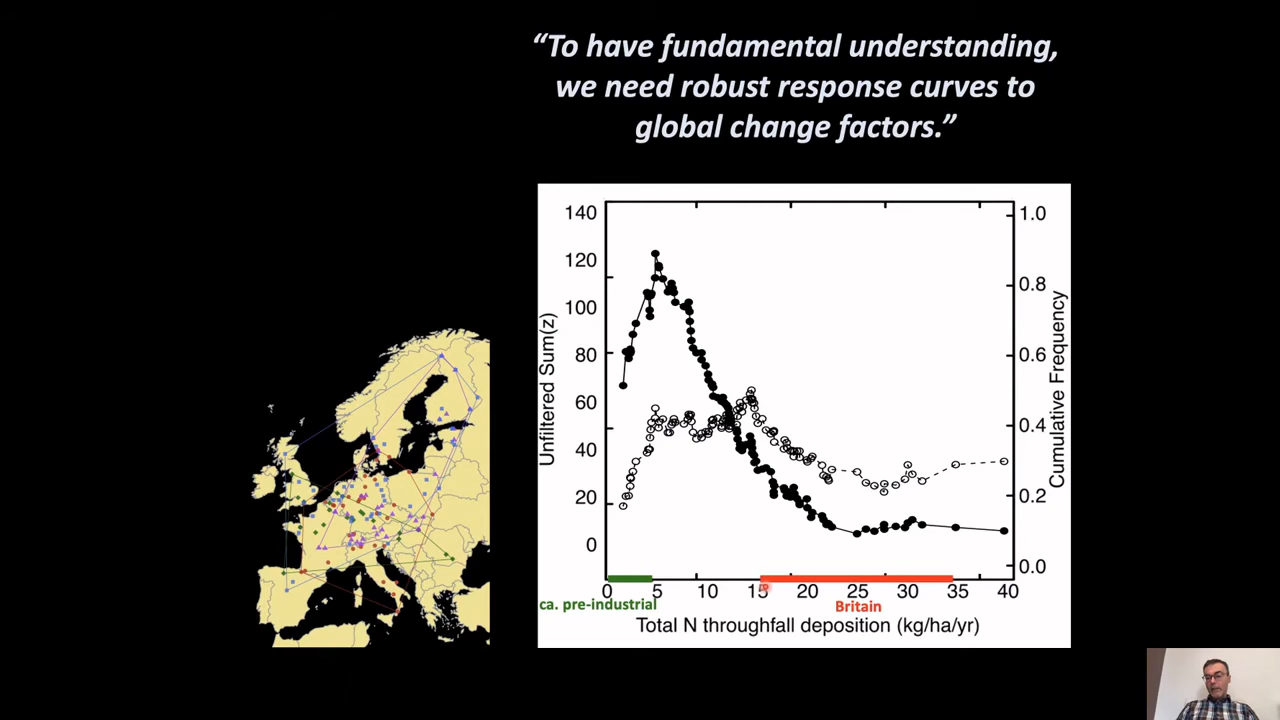 “To have fundamental understanding,
we need robust response curves to
global change factors.”
140
120
100
80
60
40
20
0
Unfiltered Sum(z)
1.0
0.8
0.6
0.4
0.2
0.0
Cumulative Frequency
5 10 15 20 25 30 35 40
ca. pre-industrial
Britain
Total N throughfall deposition (kg/ha/yr)